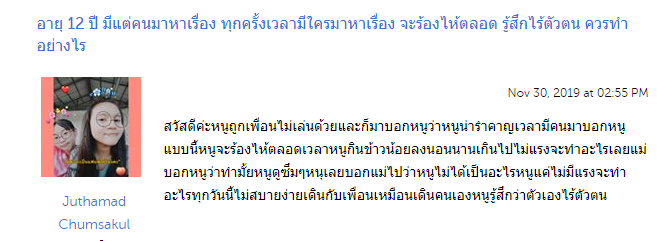 อายุ 12 ปี มีแต่คนมาหาเรื่อง ทุกครั้งเวลามีใครมาหาเรื่อง จะร้องไห้ตลอด รู้สึกไร้ตัวตน ควรทำ
อย่างไร
Nov 30, 2019 at 02:55 PM
สวัสดีค่ะหนูถูกเพื่อนไม่เล่นด้วยและก็มาบอกหนูว่าหนูน่ารำคาญเวลามีคนมาบอกหนู
แบบนี้หนูจะร้องไห้ตลอดเวลาหนูกินข้าวน้อยลงนอนนานเกินไปไม่แรงจะทำอะไรเลยแม่
บอกหนูว่าทำมั้ยหนูดูซึ่มๆหนุเลยบอกแม่ไปว่าหนูไม่ได้เป็นอะไรหนูแค่ไม่มีแรงจะทำ
อะไรทุกวันนี้ไม่สบายง่ายเดินกับเพื่อนเหมือนเดินคนเองหนูรู้สึกว่าตัวเองไร้ตัวตน
Juthamad
Chumsakul